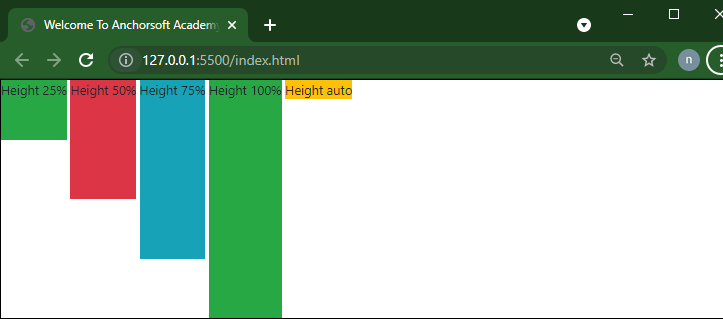 Welcome To Anchorsoft Academy
127.0.0.1:5500/index.html
n
Height 25% Height 50% Height 75% Height 100% Height auto